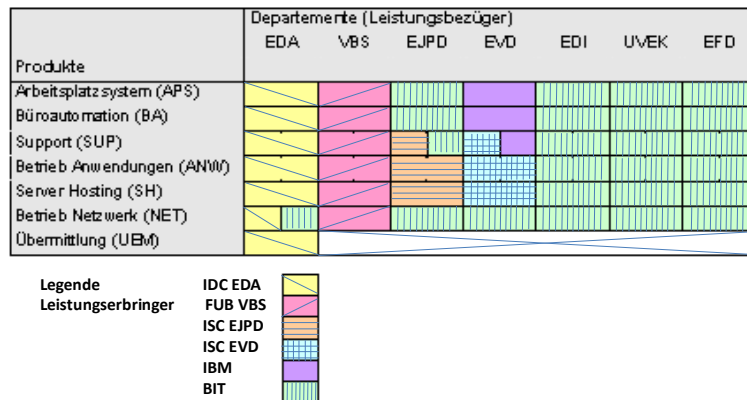 Departemente (Leistungsbezüger)
EDA VBS EJPD EVD EDI UVEK EFD
Produkte
Arbeitsplatzsystem (APS)
Büroautomation (BA)
Support (SUP)
Betrieb Anwendungen (ANW)
Server Hosting (SH)
Betrieb Netzwerk (NET)
Übermittlung (UEM)
Legende IDC EDA
Leistungserbringer FUB VBS
ISC EJPD
ISC EVD
IBM
BIT